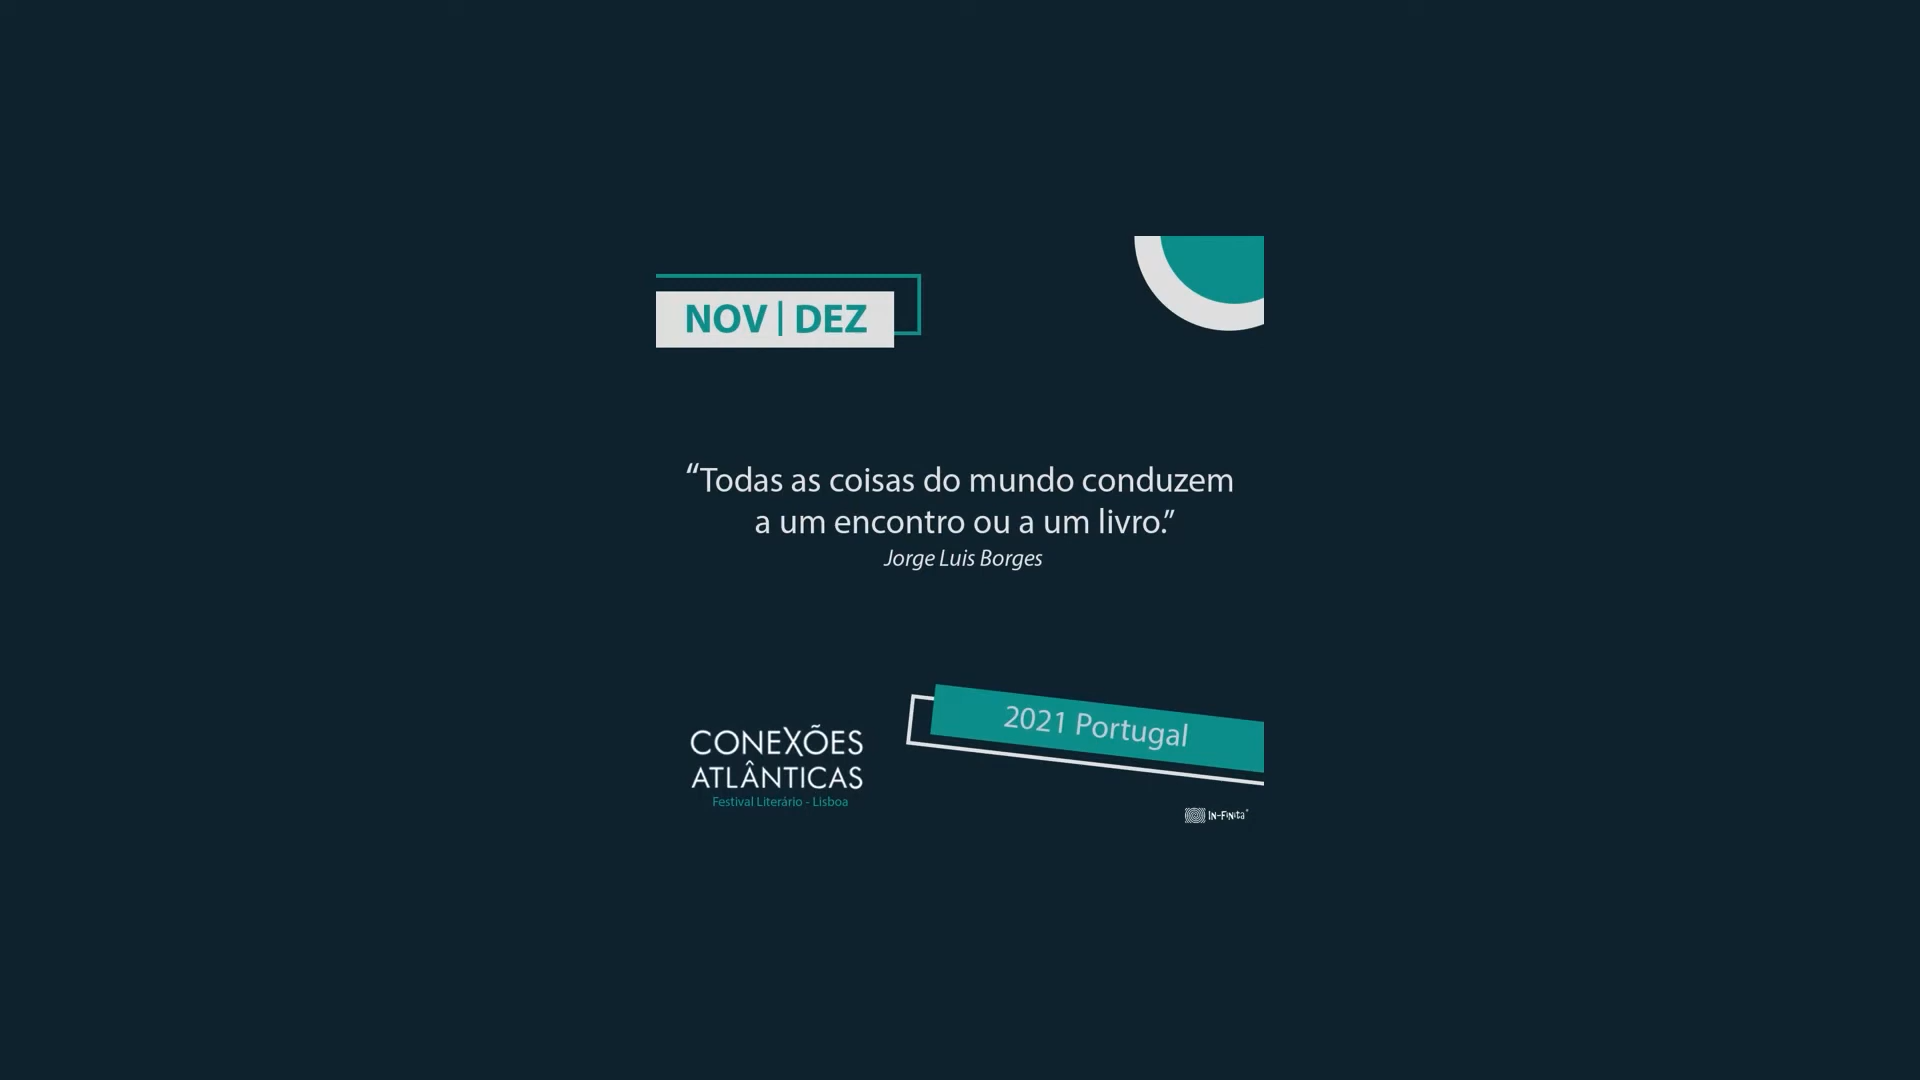 NOV | DEZ
“Todas as coisas do mundo conduzem
a um encontro ou a um livro.”
Jorge Luis Borges
2021 Portugal
CONEXÕES
ATLÂNTICAS
Festival Literário - Lisboa
IN-FINITA